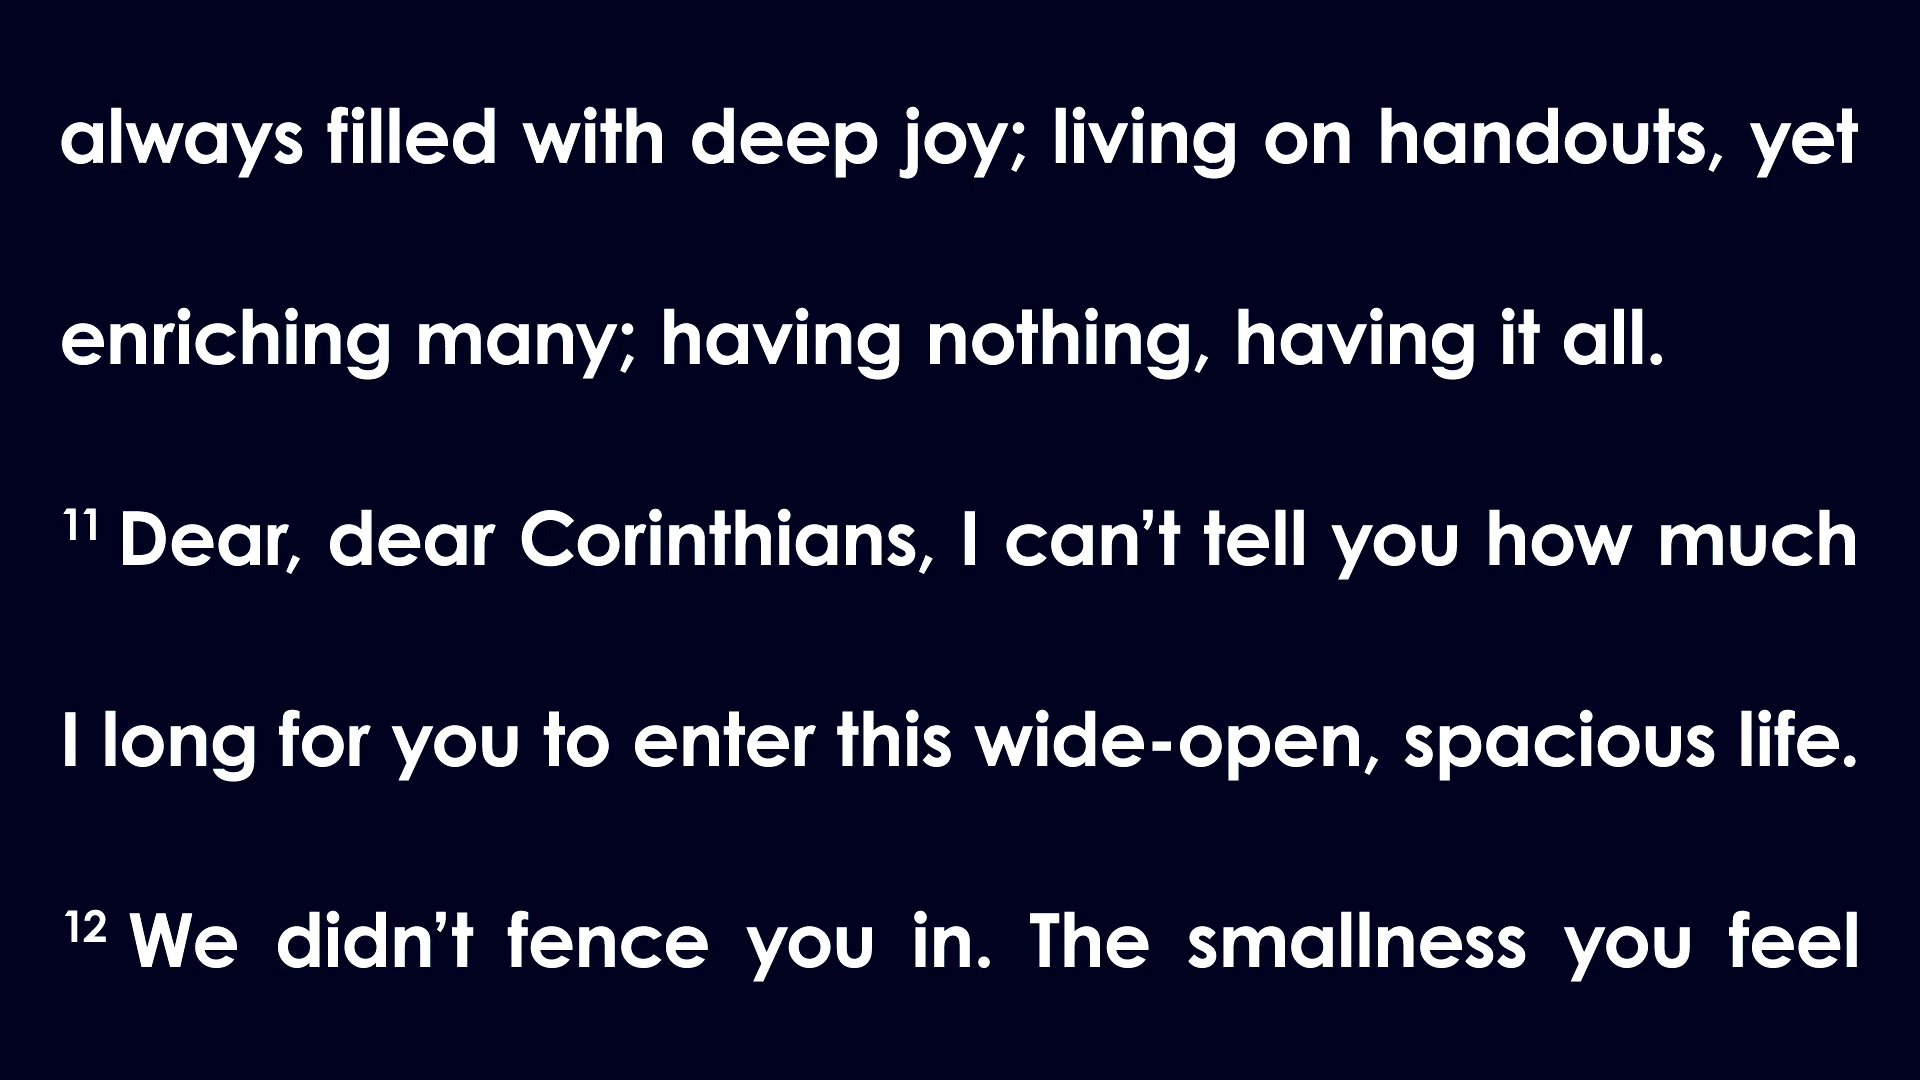 always filled with deep joy; living on handouts, yet
enriching many; having nothing, having it all.
¹¹ Dear, dear Corinthians, I can’t tell you how much
I long for you to enter this wide-open, spacious life.
¹² We didn’t fence you in. The smallness you feel